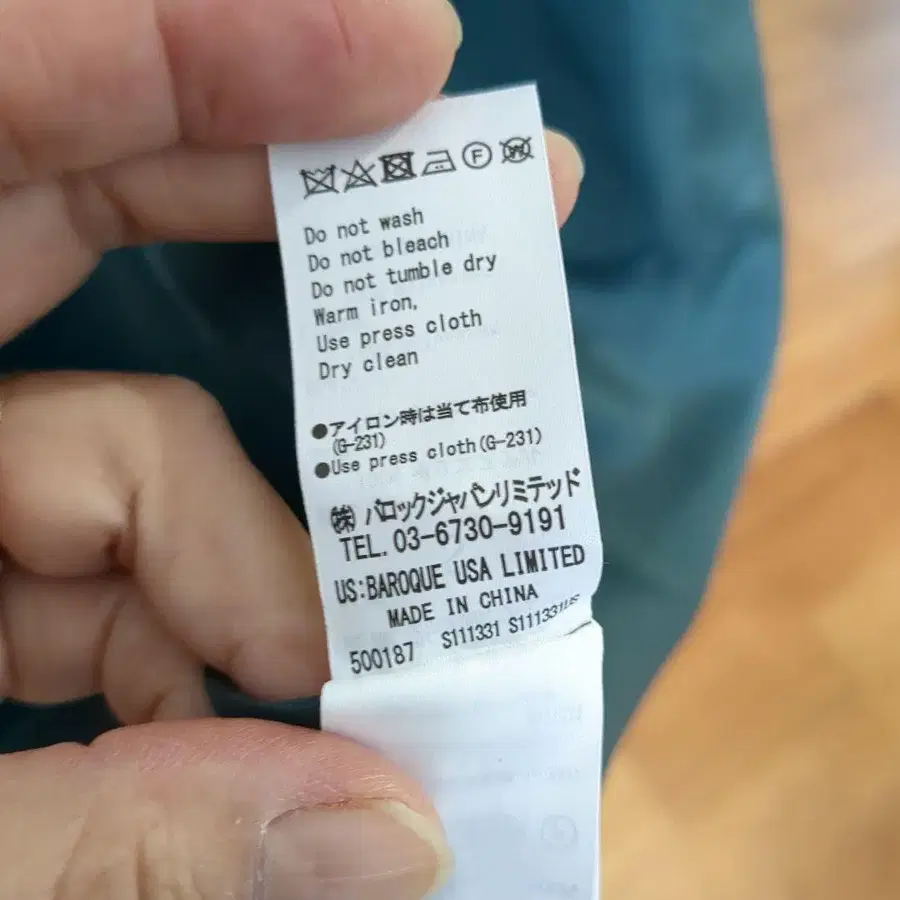 F W
Do not wash
Do not bleach
Do not tumble dry
Warm iron,
Use press cloth
Dry clean
●アイロン時は当て布使用
(G-231)
●Use press cloth(G-231)
㈱ バロックジャパンリミテッド
TEL. 03-6730-9191
US:BAROQUE USA LIMITED
MADE IN CHINA
500187 S111331 S111331US